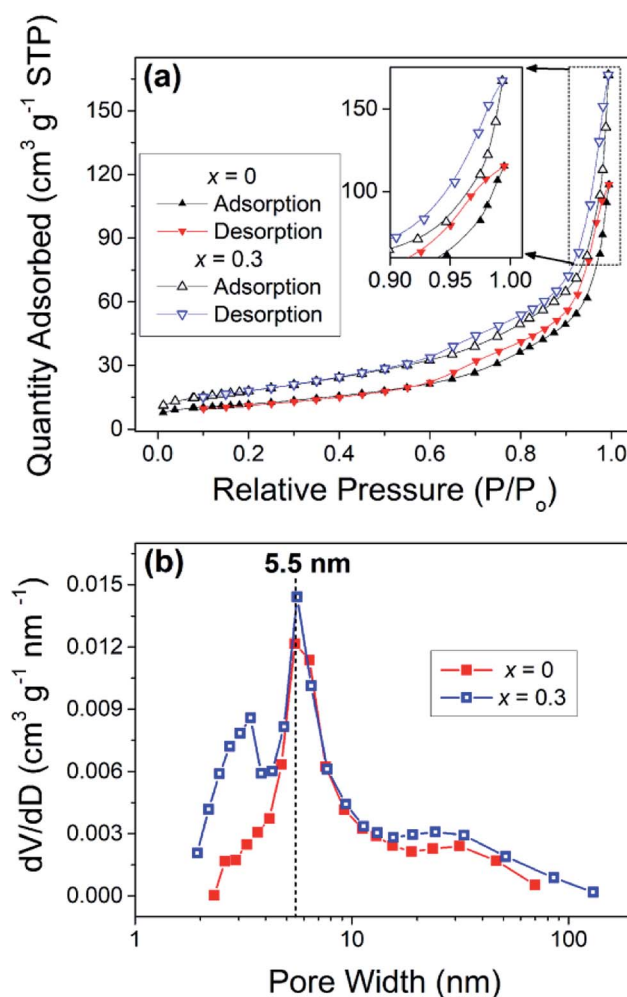 (a)
Quantity Adsorbed (cm³ g⁻¹ STP)
165
135
120
90
60
30
15
0
x = 0
Adsorption
Desorption
x = 0.3
Adsorption
Desorption
150
100
0.90 0.95 1.00
0.0 0.2 0.4 0.6 0.8 1.0
Relative Pressure (P/Pₒ)
(b)
5.5 nm
dV/dD (cm³ g⁻¹ nm ⁻¹)
0.015
0.012
0.009
0.006
0.003
0.000
x = 0
x = 0.3
1 10 100
Pore Width (nm)